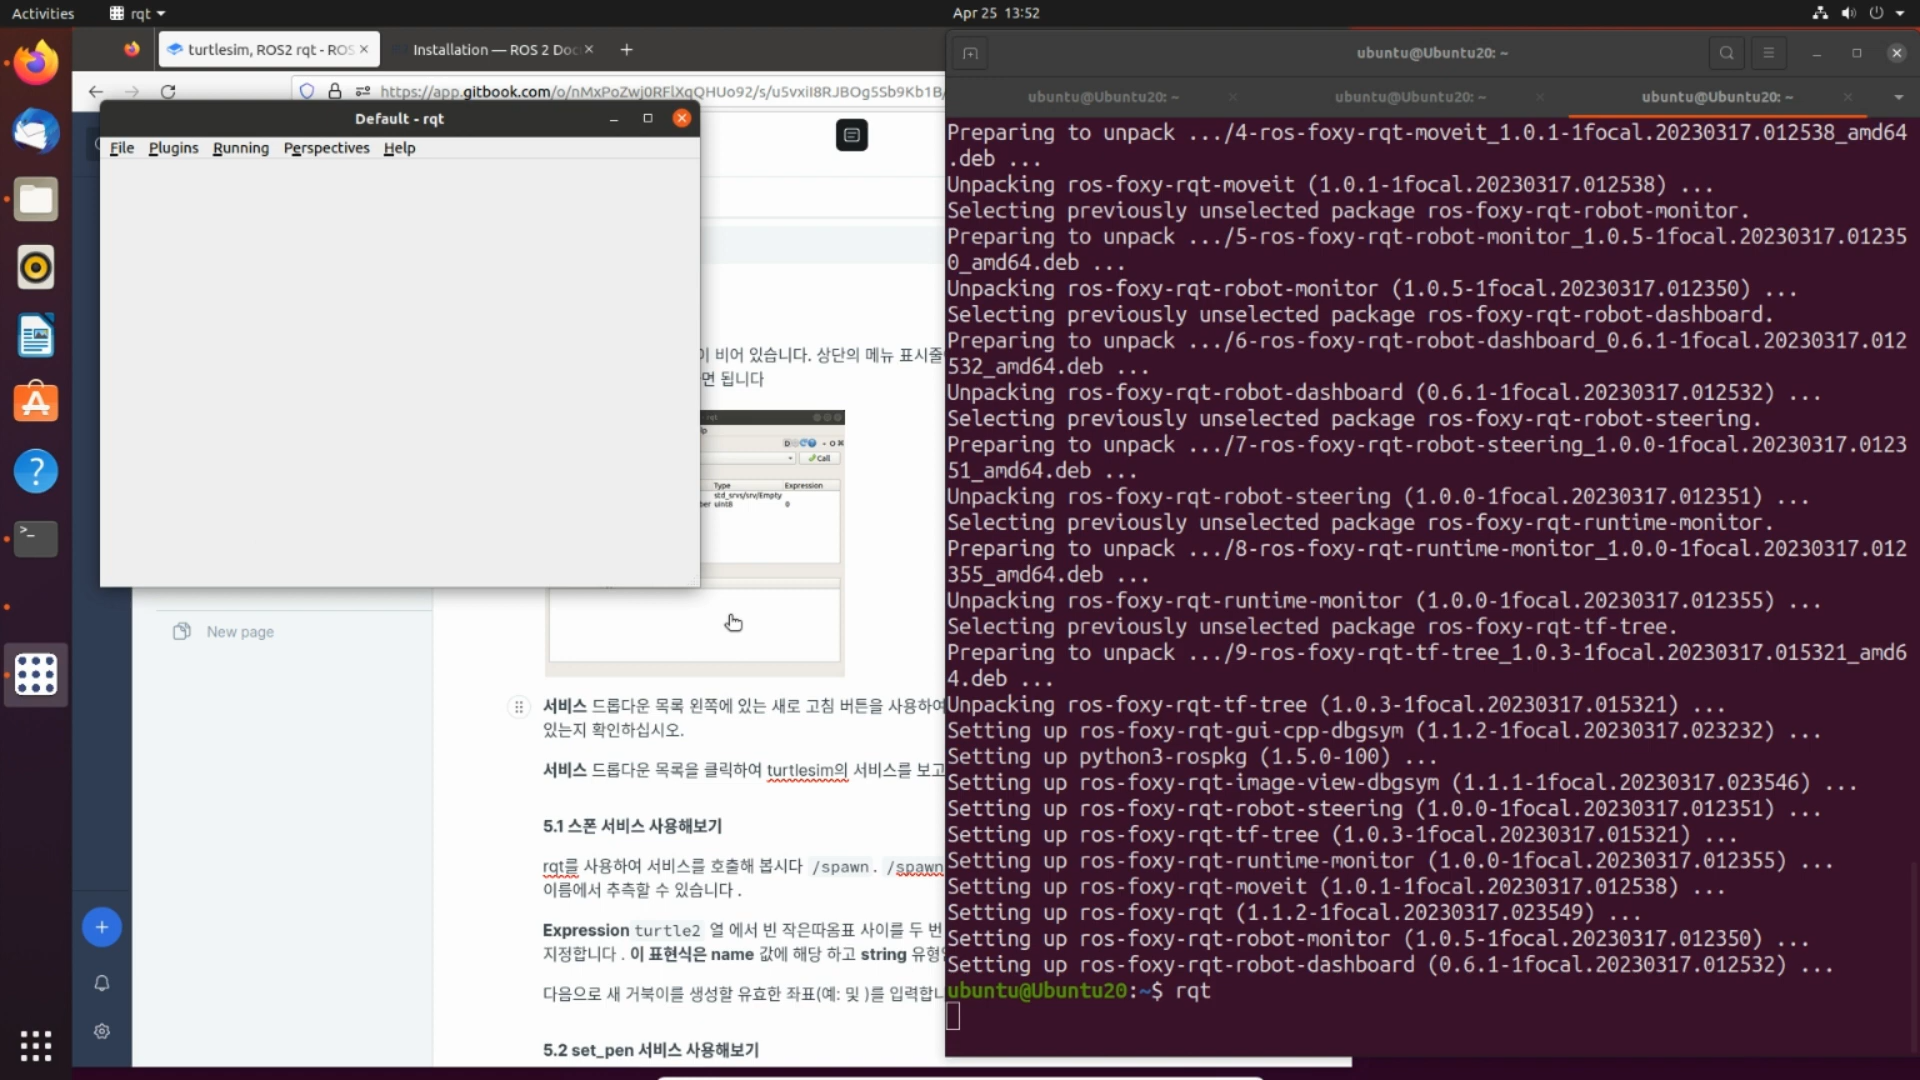 Activities
rqt
Apr 25 13:52
turtlesim, ROS2 rqt - ROS
Installation — ROS 2 Doc
https://app.gitbook.com/o/nMxPoZwj0RFlXqQHUo92/s/u5vxiI8RJBOg5Sb9Kb1B/
Default - rqt
File Plugins Running Perspectives Help
이 비어 있습니다. 상단의 메뉴 표시줄
면 됩니다
rqt
Call
Type Expression
std_srvs/srv/Empty
uint8 0
New page
서비스 드롭다운 목록 왼쪽에 있는 새로 고침 버튼을 사용하여
있는지 확인하십시오.
서비스 드롭다운 목록을 클릭하여 turtlesim의 서비스를 보고
5.1 스폰 서비스 사용해보기
rqt를 사용하여 서비스를 호출해 봅시다 /spawn . /spawn
이름에서 추측할 수 있습니다 .
Expression turtle2 열 에서 빈 작은따옴표 사이를 두 번
지정합니다 . 이 표현식은 name 값에 해당 하고 string 유형
다음으로 새 거북이를 생성할 유효한 좌표(예: 및 )를 입력합니
5.2 set_pen 서비스 사용해보기
ubuntu@Ubuntu20: ~
ubuntu@Ubuntu20: ~
ubuntu@Ubuntu20: ~
ubuntu@Ubuntu20: ~
Preparing to unpack .../4-ros-foxy-rqt-moveit_1.0.1-1focal.20230317.012538_amd64
.deb ...
Unpacking ros-foxy-rqt-moveit (1.0.1-1focal.20230317.012538) ...
Selecting previously unselected package ros-foxy-rqt-robot-monitor.
Preparing to unpack .../5-ros-foxy-rqt-robot-monitor_1.0.5-1focal.20230317.01235
0_amd64.deb ...
Unpacking ros-foxy-rqt-robot-monitor (1.0.5-1focal.20230317.012350) ...
Selecting previously unselected package ros-foxy-rqt-robot-dashboard.
Preparing to unpack .../6-ros-foxy-rqt-robot-dashboard_0.6.1-1focal.20230317.012
532_amd64.deb ...
Unpacking ros-foxy-rqt-robot-dashboard (0.6.1-1focal.20230317.012532) ...
Selecting previously unselected package ros-foxy-rqt-robot-steering.
Preparing to unpack .../7-ros-foxy-rqt-robot-steering_1.0.0-1focal.20230317.0123
51_amd64.deb ...
Unpacking ros-foxy-rqt-robot-steering (1.0.0-1focal.20230317.012351) ...
Selecting previously unselected package ros-foxy-rqt-runtime-monitor.
Preparing to unpack .../8-ros-foxy-rqt-runtime-monitor_1.0.0-1focal.20230317.012
355_amd64.deb ...
Unpacking ros-foxy-rqt-runtime-monitor (1.0.0-1focal.20230317.012355) ...
Selecting previously unselected package ros-foxy-rqt-tf-tree.
Preparing to unpack .../9-ros-foxy-rqt-tf-tree_1.0.3-1focal.20230317.015321_amd6
4.deb ...
Unpacking ros-foxy-rqt-tf-tree (1.0.3-1focal.20230317.015321) ...
Setting up ros-foxy-rqt-gui-cpp-dbgsym (1.1.2-1focal.20230317.023232) ...
Setting up python3-rospkg (1.5.0-100) ...
Setting up ros-foxy-rqt-image-view-dbgsym (1.1.1-1focal.20230317.023546) ...
Setting up ros-foxy-rqt-robot-steering (1.0.0-1focal.20230317.012351) ...
Setting up ros-foxy-rqt-tf-tree (1.0.3-1focal.20230317.015321) ...
Setting up ros-foxy-rqt-runtime-monitor (1.0.0-1focal.20230317.012355) ...
Setting up ros-foxy-rqt-moveit (1.0.1-1focal.20230317.012538) ...
Setting up ros-foxy-rqt (1.1.2-1focal.20230317.023549) ...
Setting up ros-foxy-rqt-robot-monitor (1.0.5-1focal.20230317.012350) ...
Setting up ros-foxy-rqt-robot-dashboard (0.6.1-1focal.20230317.012532) ...
ubuntu@Ubuntu20:~$ rqt